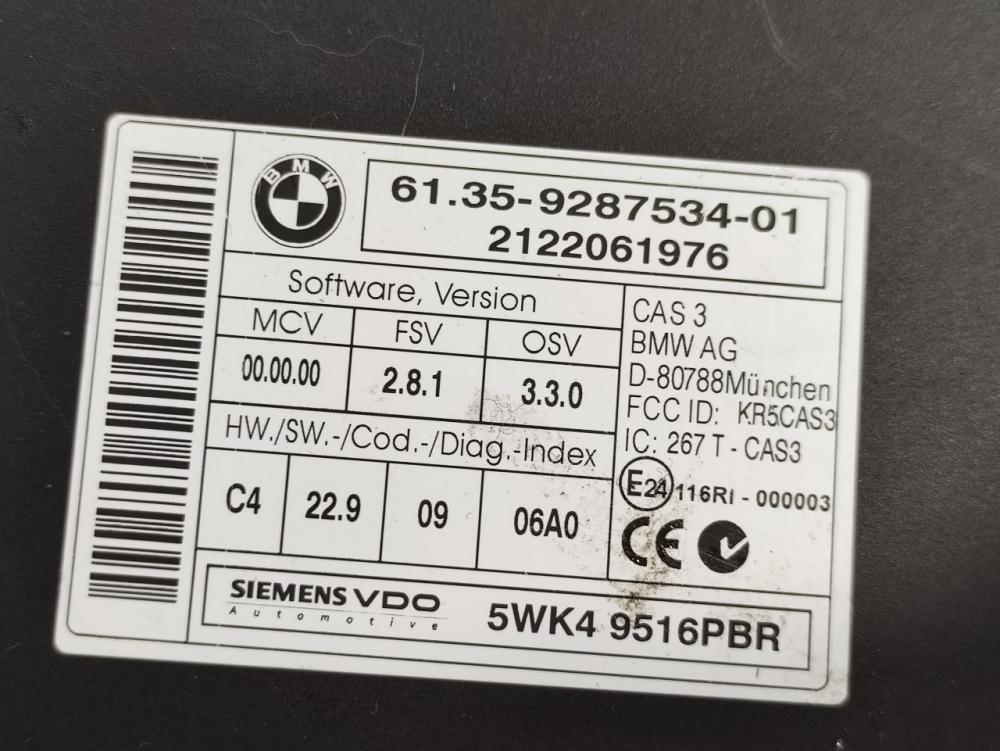 BMW
61.35-9287534-01
2122061976
Software, Version
MCV FSV OSV
00.00.00 2.8.1 3.3.0
HW./SW.-/Cod.-/Diag.-Index
C4 22.9 09 06A0
CAS 3
BMW AG
D-80788München
FCC ID: KR5CAS3
IC: 267 T - CAS3
E24 116RI - 000003
CE
SIEMENS VDO
Automotive
5WK4 9516PBR